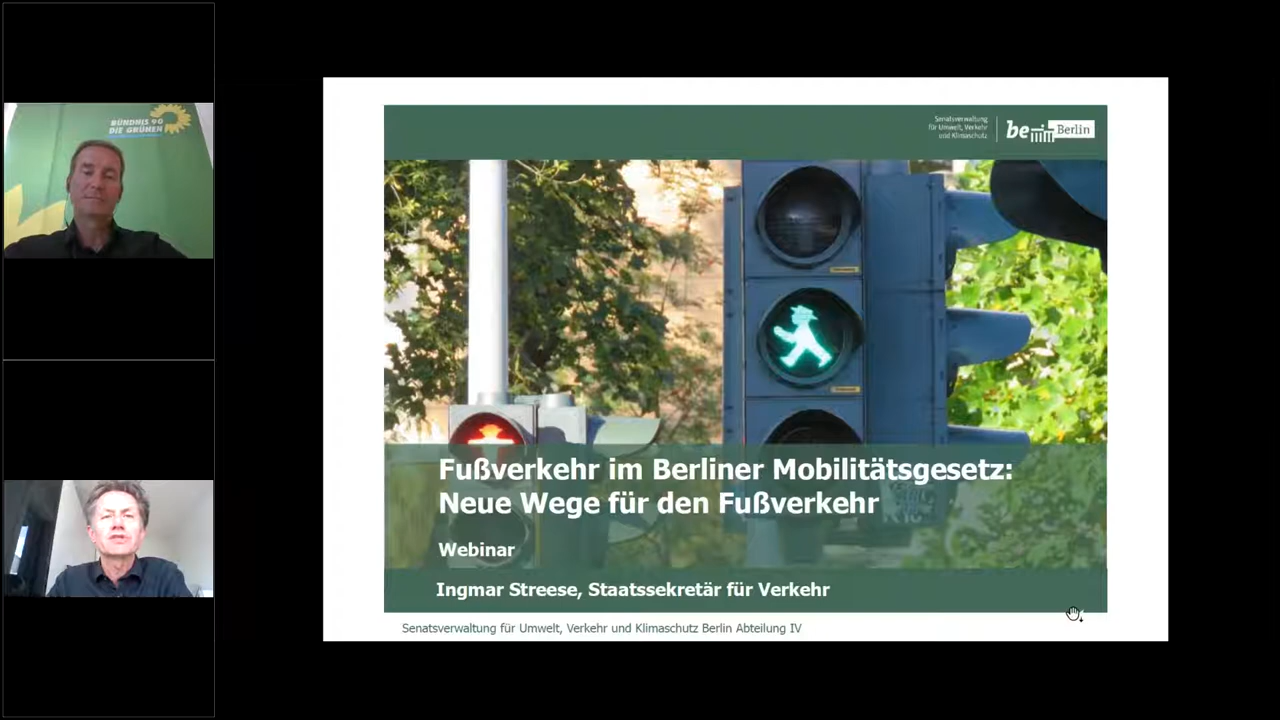 BÜNDNIS 90
DIE GRÜNEN
Senatsverwaltung
für Umwelt, Verkehr
und Klimaschutz
be Berlin
Fußverkehr im Berliner Mobilitätsgesetz:
Neue Wege für den Fußverkehr
Webinar
Ingmar Streese, Staatssekretär für Verkehr
Senatsverwaltung für Umwelt, Verkehr und Klimaschutz Berlin Abteilung IV